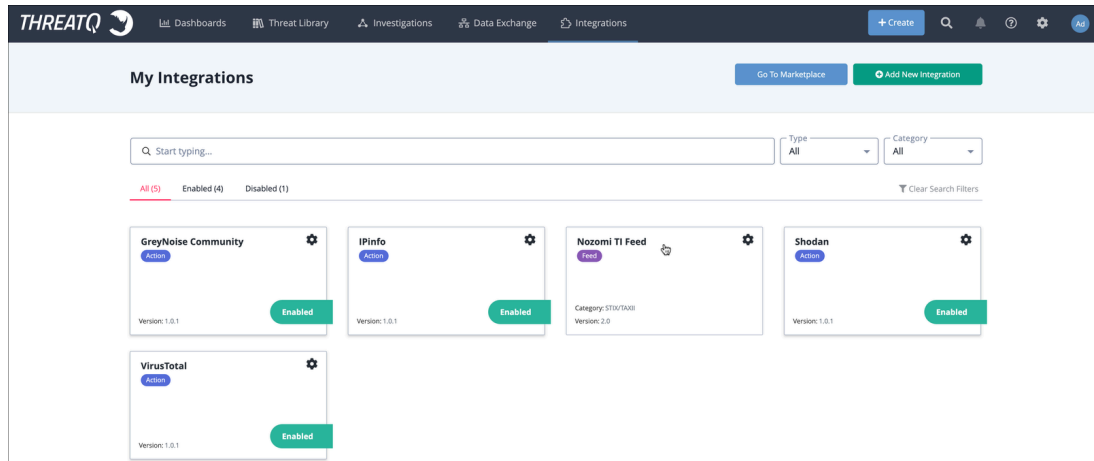 THREATQ
Dashboards
Threat Library
Investigations
Data Exchange
Integrations
+ Create
Ad
My Integrations
Go To Marketplace
Add New Integration
Start typing...
Type
All
Category
All
All (5)
Enabled (4)
Disabled (1)
Clear Search Filters
GreyNoise Community
Action
Version: 1.0.1
Enabled
IPinfo
Action
Version: 1.0.1
Enabled
Nozomi TI Feed
Feed
Category: STIX/TAXII
Version: 2.0
Shodan
Action
Version: 1.0.1
Enabled
VirusTotal
Action
Version: 1.0.1
Enabled